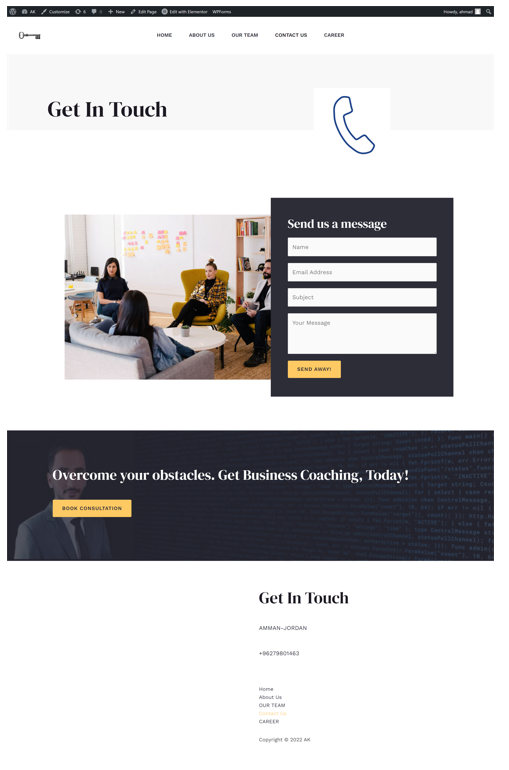 AK Customize 6 0 New Edit Page Edit with Elementor WPForms Howdy, ahmad
HOME ABOUT US OUR TEAM CONTACT US CAREER
Get In Touch
Send us a message
Name
Email Address
Subject
Your Message
SEND AWAY!
Overcome your obstacles. Get Business Coaching, Today!
BOOK CONSULTATION
Get In Touch
AMMAN-JORDAN
+96279801463
Home
About Us
OUR TEAM
Contact Us
CAREER
Copyright © 2022 AK